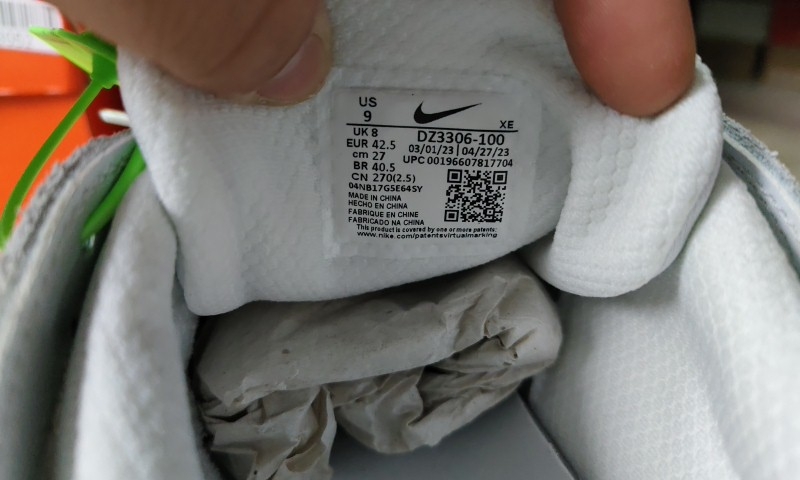 US
9
XE
UK 8
EUR 42.5
cm 27
BR 40.5
CN 270(2.5)
DZ3306-100
03/01/23 | 04/27/23
UPC 00196607817704
04NB17G5E64SY
MADE IN CHINA
HECHO EN CHINA
FABRIQUE EN CHINE
FABRICADO NA CHINA
This product is covered by one or more patents:
www.nike.com/patentsvirtualmarking